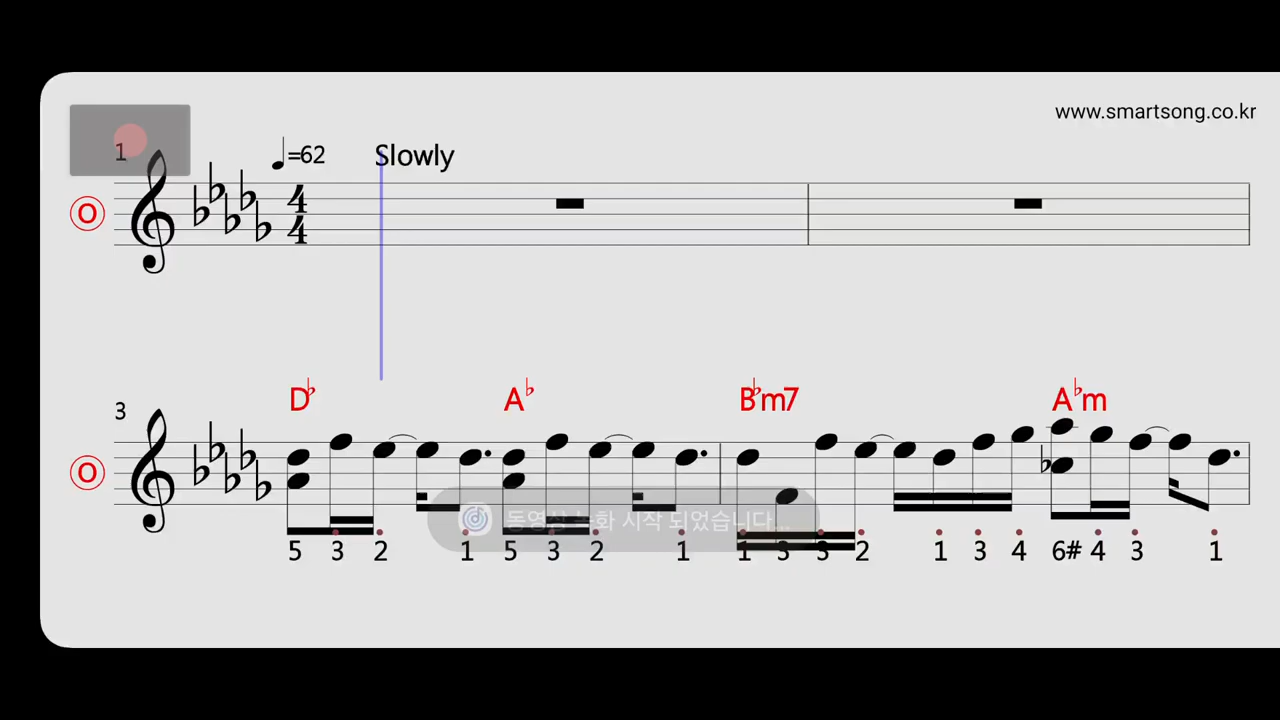 www.smartsong.co.kr
1
♩=62 Slowly
4
4
O
D♭ A♭ B♭m7 A♭m
3
O
동영상 녹화 시작 되었습니다...
5 3 2 1 5 3 2 1 1 3 3 2 1 3 4 6# 4 3 1